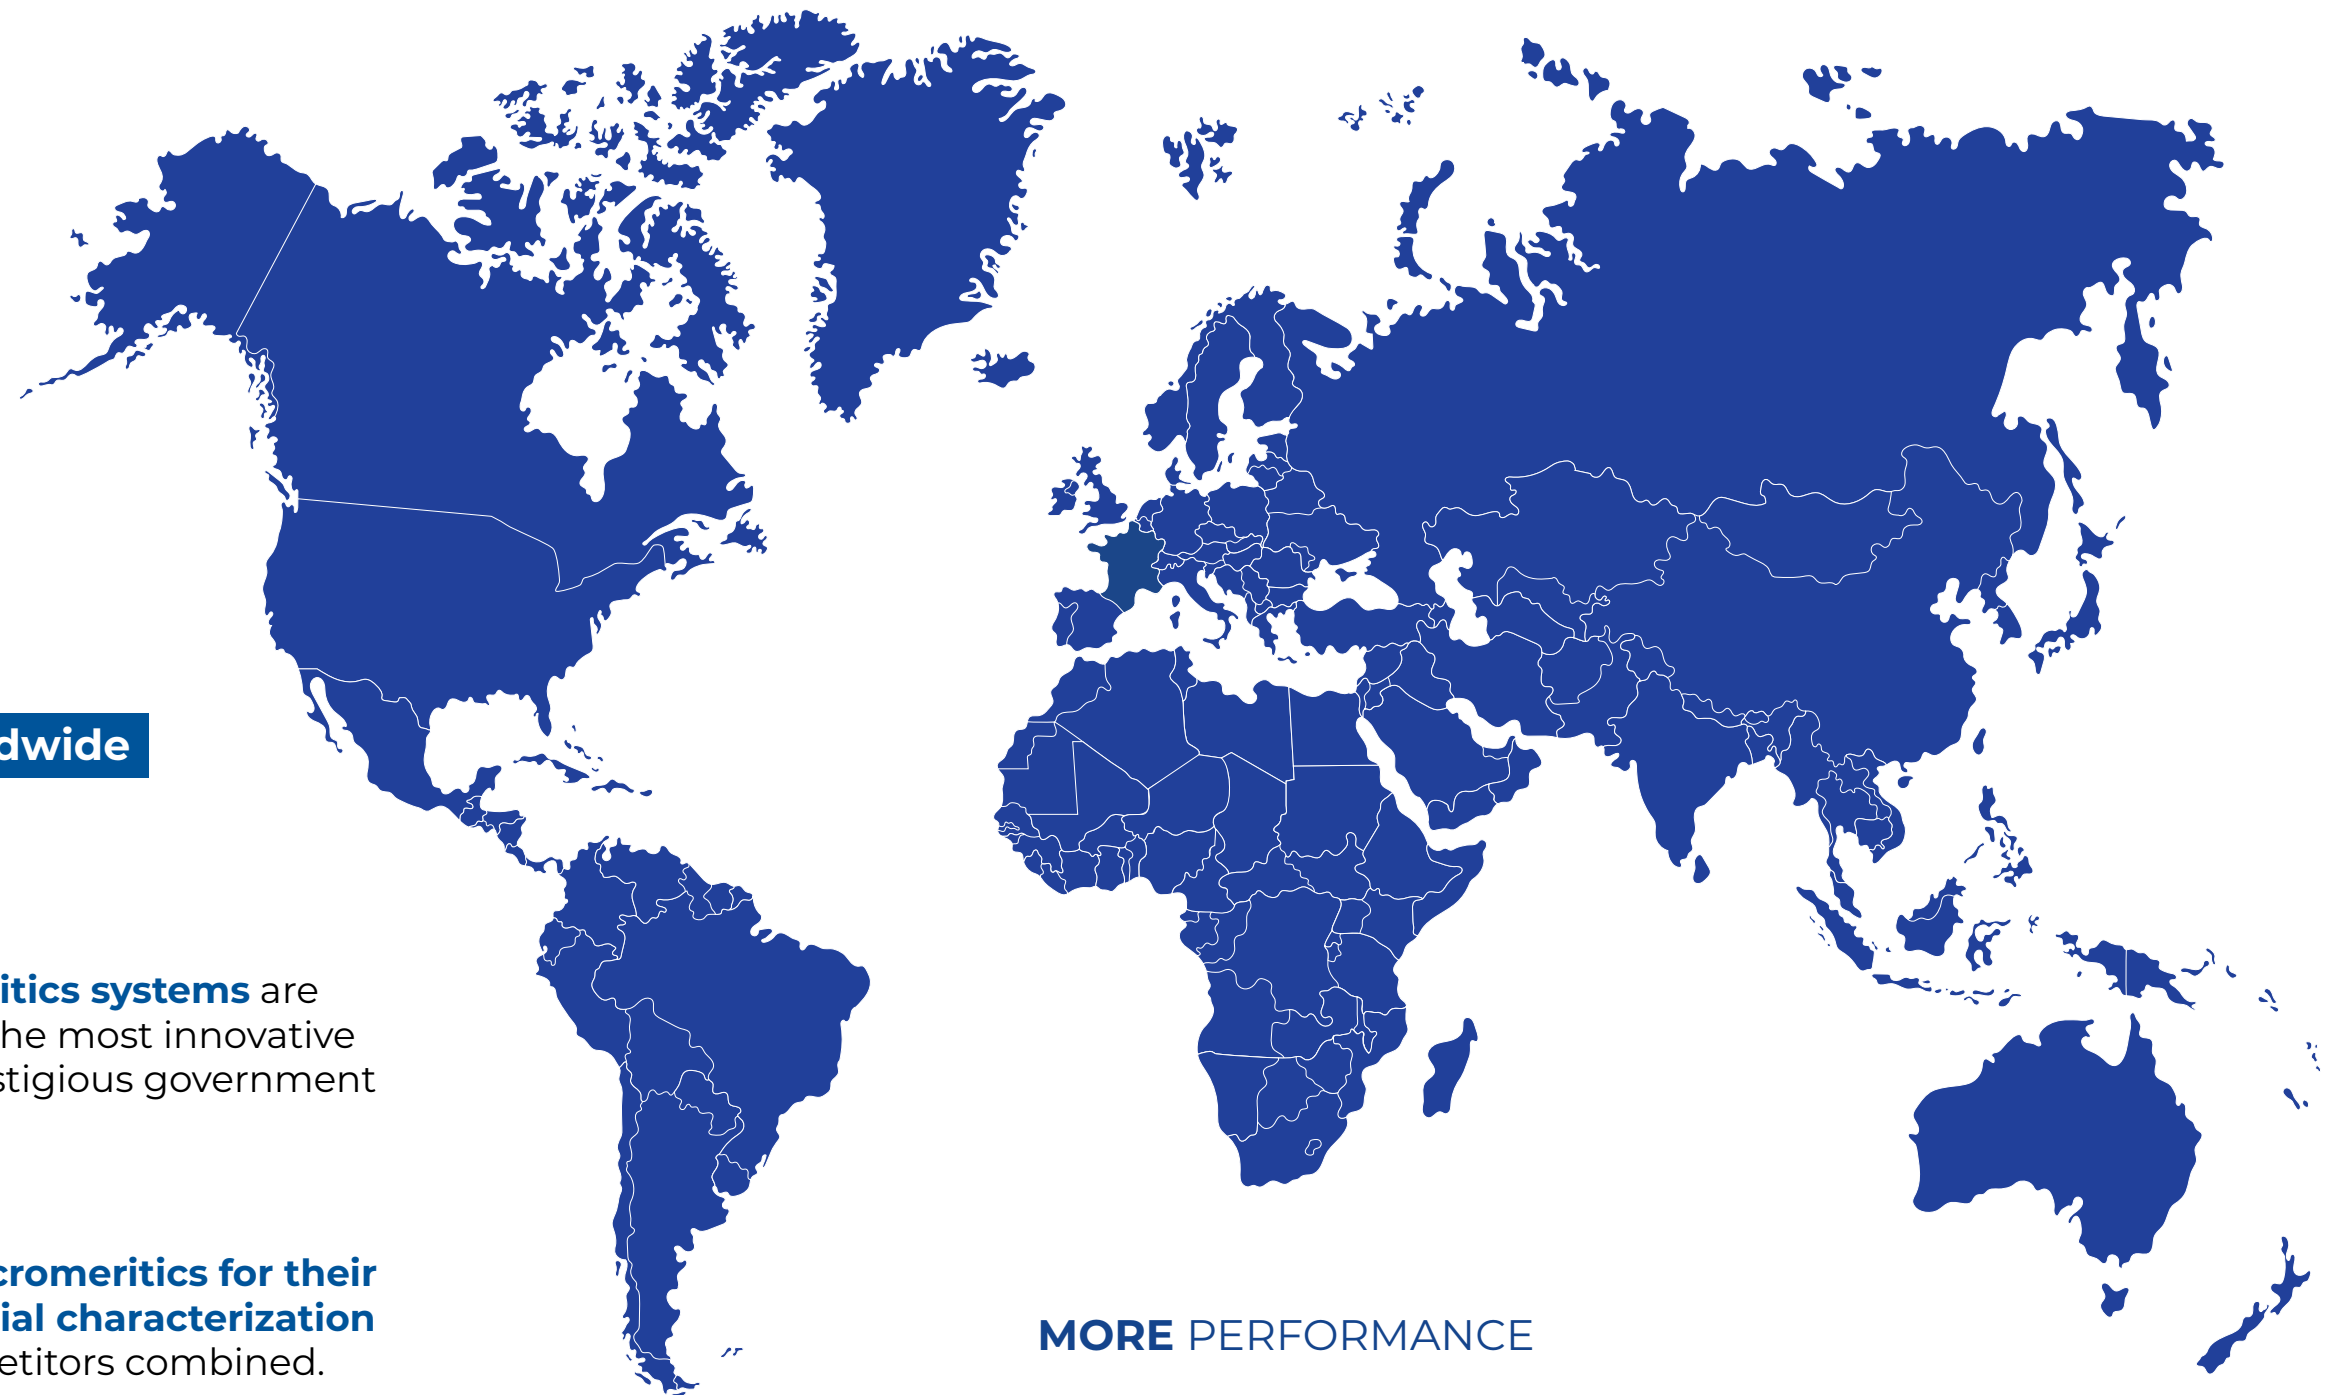 dwide
itics systems are
he most innovative
stigious government
cromeritics for their
ial characterization
etitors combined.
MORE PERFORMANCE